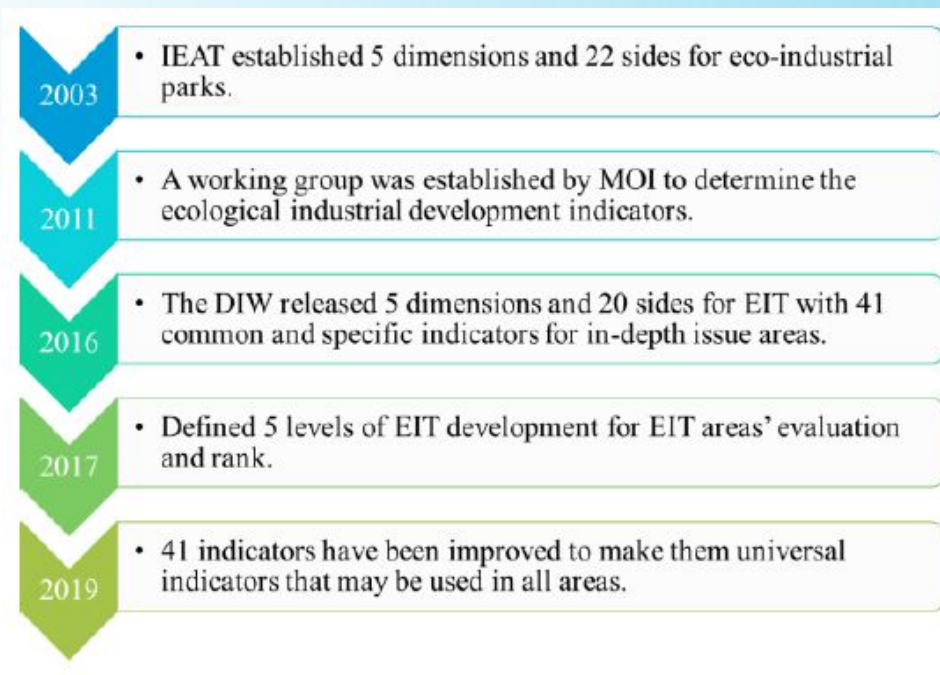 2003
• IEAT established 5 dimensions and 22 sides for eco-industrial
parks.
2011
• A working group was established by MOI to determine the
ecological industrial development indicators.
2016
• The DIW released 5 dimensions and 20 sides for EIT with 41
common and specific indicators for in-depth issue areas.
2017
• Defined 5 levels of EIT development for EIT areas’ evaluation
and rank.
2019
• 41 indicators have been improved to make them universal
indicators that may be used in all areas.